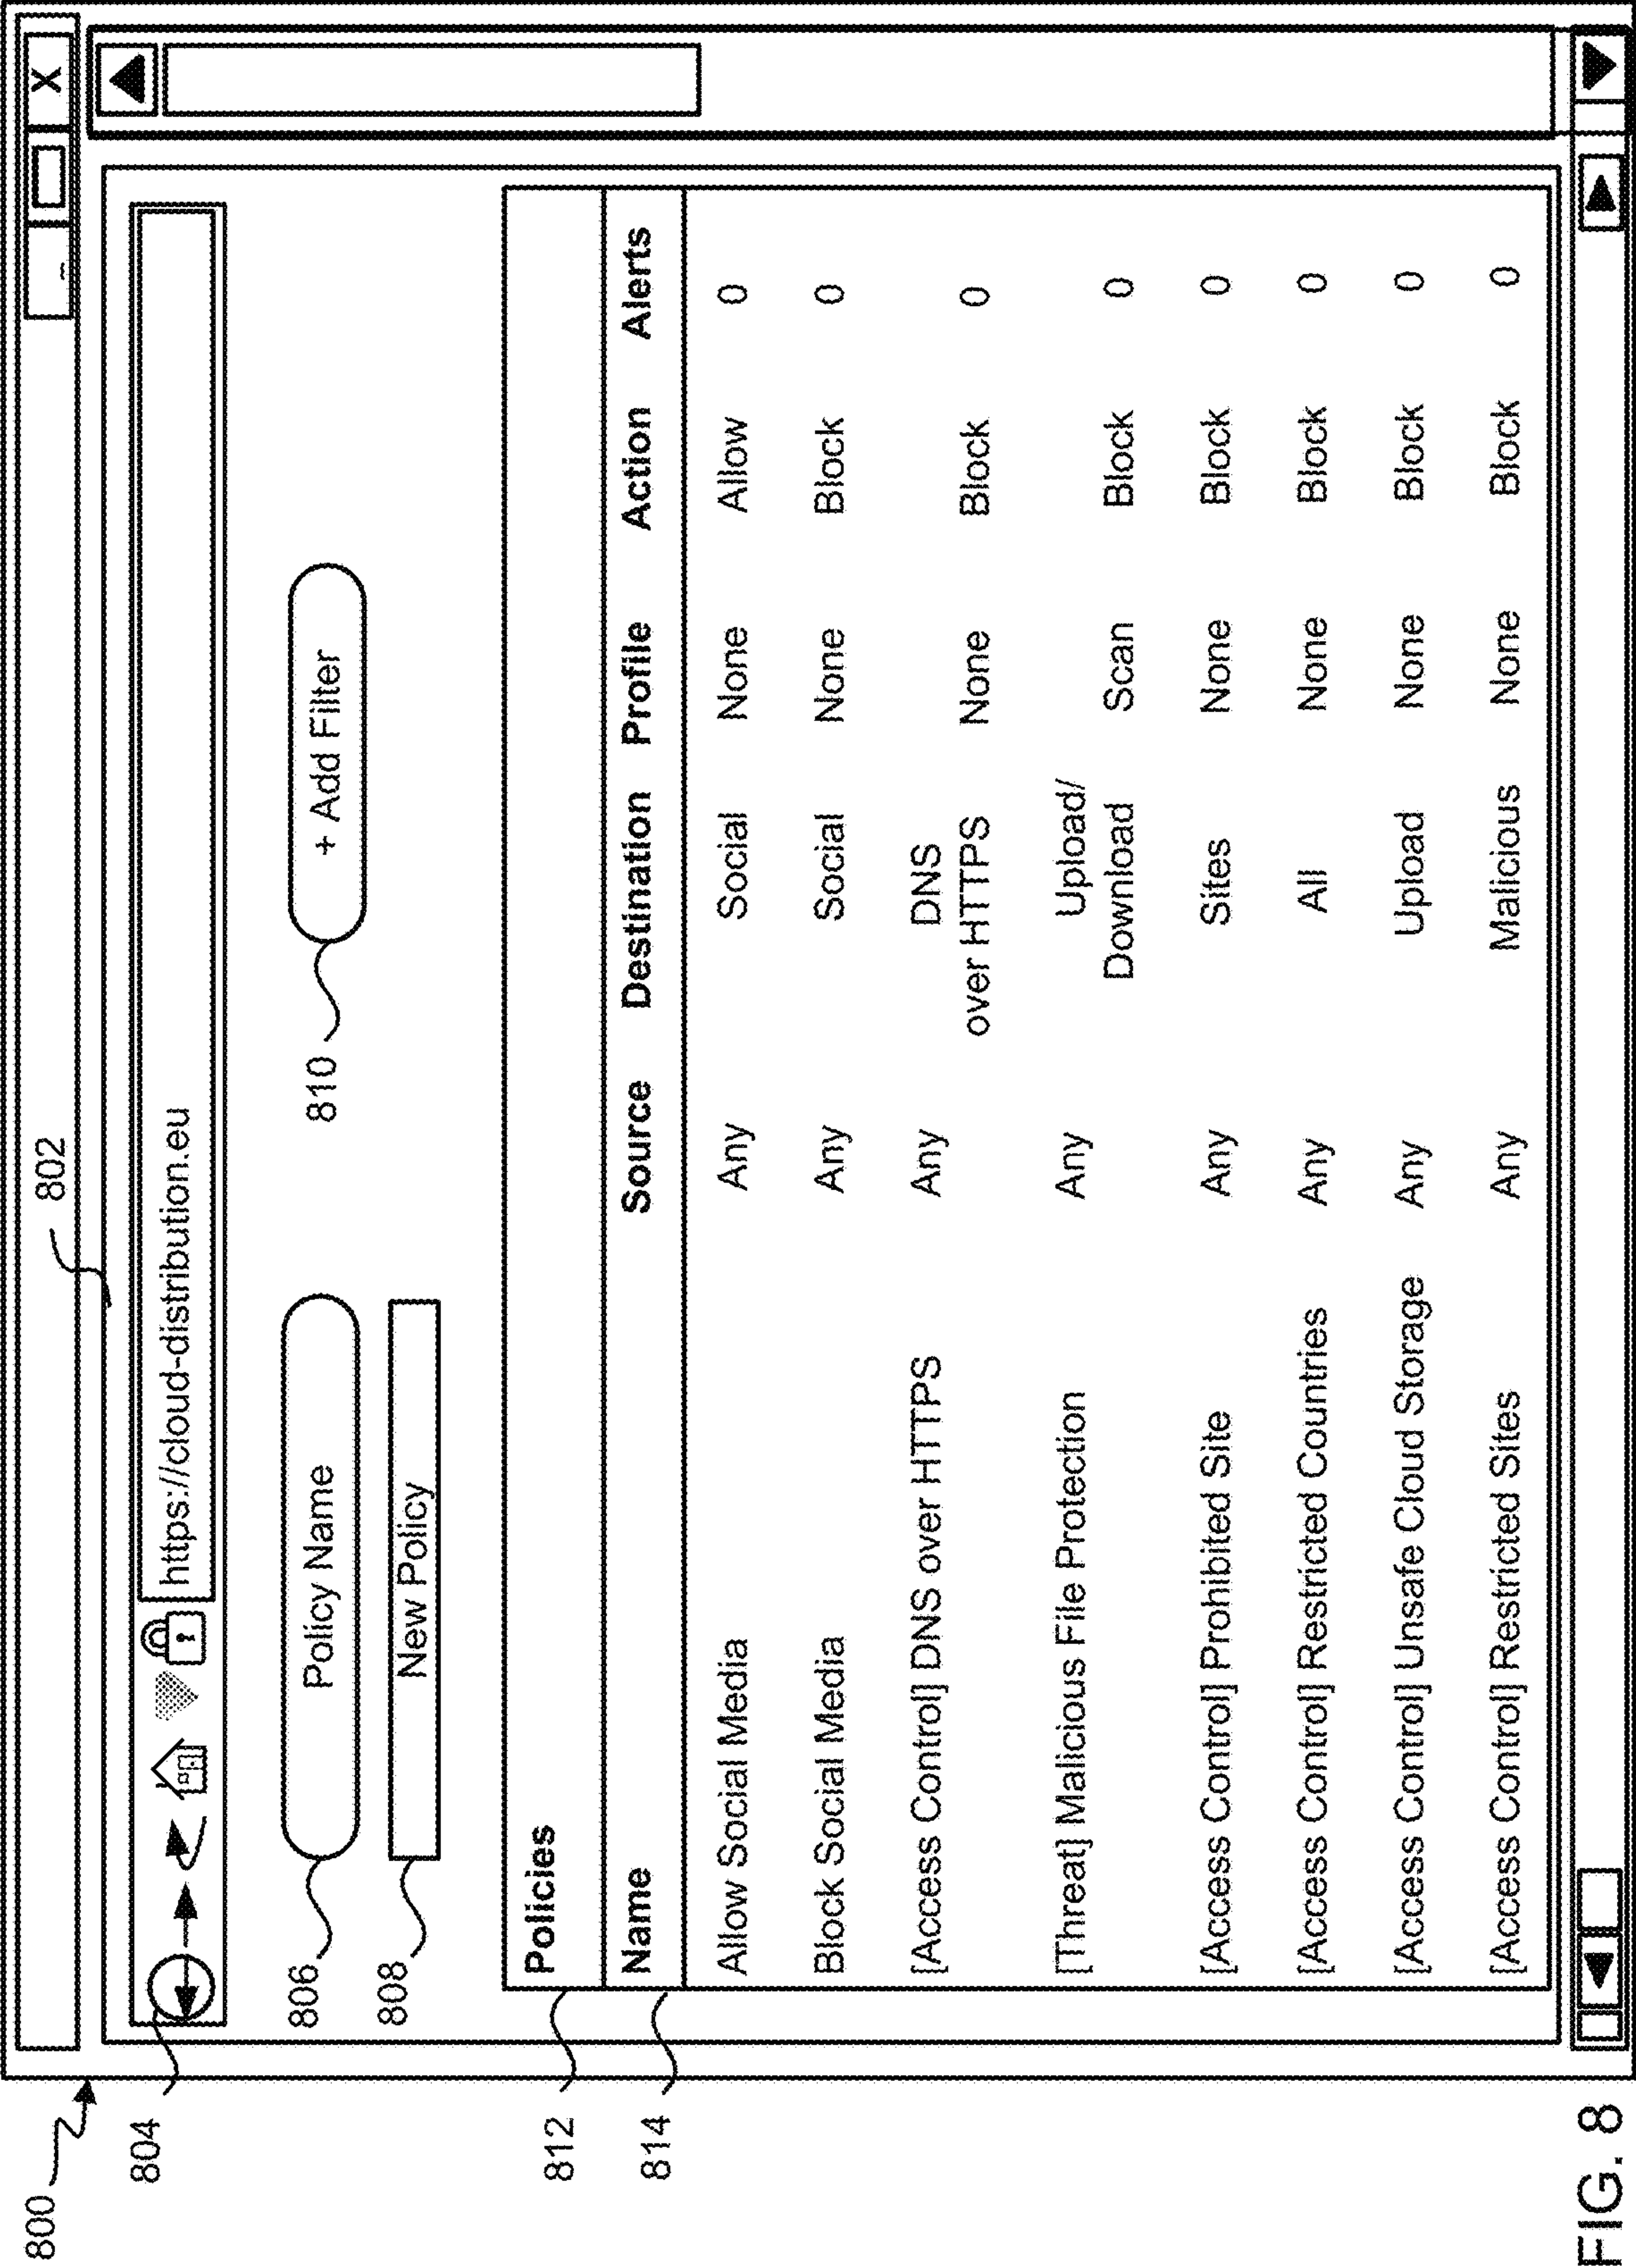 800
802
X
804
https://cloud-distribution.eu
806
Policy Name
810
+ Add Filter
808
New Policy
812
Policies
814
Name Source Destination Profile Action Alerts
Allow Social Media Any Social None Allow 0
Block Social Media Any Social None Block 0
[Access Control] DNS over HTTPS Any DNS
over HTTPS None Block 0
[Threat] Malicious File Protection Any Upload/
Download Scan Block 0
[Access Control] Prohibited Site Any Sites None Block 0
[Access Control] Restricted Countries Any All None Block 0
[Access Control] Unsafe Cloud Storage Any Upload None Block 0
[Access Control] Restricted Sites Any Malicious None Block 0
FIG. 8